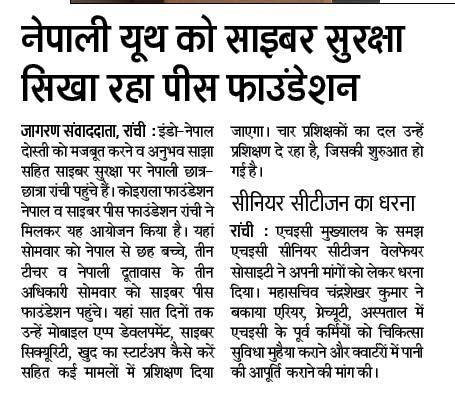 नेपाली यूथ को साइबर सुरक्षा
सिखा रहा पीस फाउंडेशन
जागरण संवाददाता, रांची : इंडो-नेपाल
दोस्ती को मजबूत करने व अनुभव साझा
सहित साइबर सुरक्षा पर नेपाली छात्र-
छात्रा रांची पहुंचे हैं। कोइराला फाउंडेशन
नेपाल व साइबर पीस फाउंडेशन रांची ने
मिलकर यह आयोजन किया है। यहां
सोमवार को नेपाल से छह बच्चे, तीन
टीचर व नेपाली दूतावास के तीन
अधिकारी सोमवार को साइबर पीस
फाउंडेशन पहुंचे। यहां सात दिनों तक
उन्हें मोबाइल एप्प डेवलपमेंट, साइबर
सिक्यूरिटी, खुद का स्टार्टअप कैसे करें
सहित कई मामलों में प्रशिक्षण दिया
जाएगा। चार प्रशिक्षकों का दल उन्हें
प्रशिक्षण दे रहा है, जिसकी शुरुआत हो
गई है।
सीनियर सीटीजन का धरना
रांची : एचइसी मुख्यालय के समझ
एचइसी सीनियर सीटीजन वेलफेयर
सोसाइटी ने अपनी मांगों को लेकर धरना
दिया। महासचिव चंद्रशेखर कुमार ने
बकाया एरियर, ग्रेच्यूटी, अस्पताल में
एचइसी के पूर्व कर्मियों को चिकित्सा
सुविधा मुहैया कराने और क्वार्टरों में पानी
की आपूर्ति कराने की मांग की।